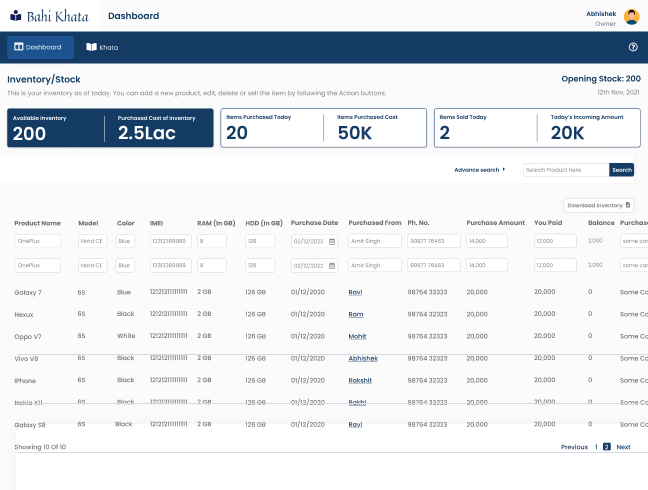 Bahi Khata Dashboard Abhishek
Owner
Dashboard Khata
Inventory/Stock Opening Stock: 200
This is your inventory as of today. You can add a new product, edit, delete or sell the item by following the Action buttons. 12th Nov, 2021
Available inventory Purchased Cost of Inventory Items Purchased Today Items Purchased Cost Items Sold Today Today's Incoming Amount
200 2.5Lac 20 50K 2 20K
Advance search Search Product here Search
Download Inventory
Product Name Model Color IMEI RAM (In GB) HDD (In GB) Purchase Date Purchased From Ph. No. Purchase Amount You Paid Balance Purchase
OnePlus Nord CE Blue 12312389989 8 128 02/12/2022 Amit Singh 90877 76463 14,000 12,000 2,000 some con
OnePlus Nord CE Blue 12312389989 8 128 02/12/2022 Amit Singh 90877 76463 14,000 12,000 2,000 some con
Galaxy 7 6S Blue 2 GB 126 GB 01/12/2020 Ravi 98764 32323 20,000 20,000 0 Some Co
Nexux 6S Black 2 GB 126 GB 01/12/2020 Ram 98764 32323 20,000 20,000 0 Some Co
Oppo V7 6S White 2 GB 126 GB 01/12/2020 Mohit 98764 32323 20,000 20,000 0 Some Co
Vivo V8 6S Black 2 GB 126 GB 01/12/2020 Abhishek 98764 32323 20,000 20,000 0 Some Co
IPhone 6S Black 2 GB 126 GB 01/12/2020 Rakshit 98764 32323 20,000 20,000 0 Some Co
6S Black 2 GB 126 GB 01/12/2020 Rakhi 98764 32323 20,000 20,000 0 Some Co
Galaxy S8 6S Black 2 GB 126 GB 01/12/2020 Ravi 98764 32323 20,000 20,000 0 Some Co
Showing 10 Of 10 Previous 1 2 Next